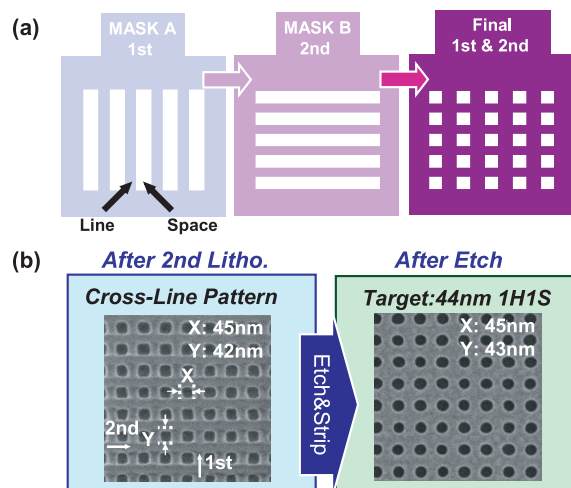 (a)
MASK A
1st
MASK B
2nd
Final
1st & 2nd
Line
Space
(b)
After 2nd Litho.
After Etch
Cross-Line Pattern
Target:44nm 1H1S
X: 45nm
Y: 42nm
X
Y
2nd
1st
Etch&Strip
X: 45nm
Y: 43nm